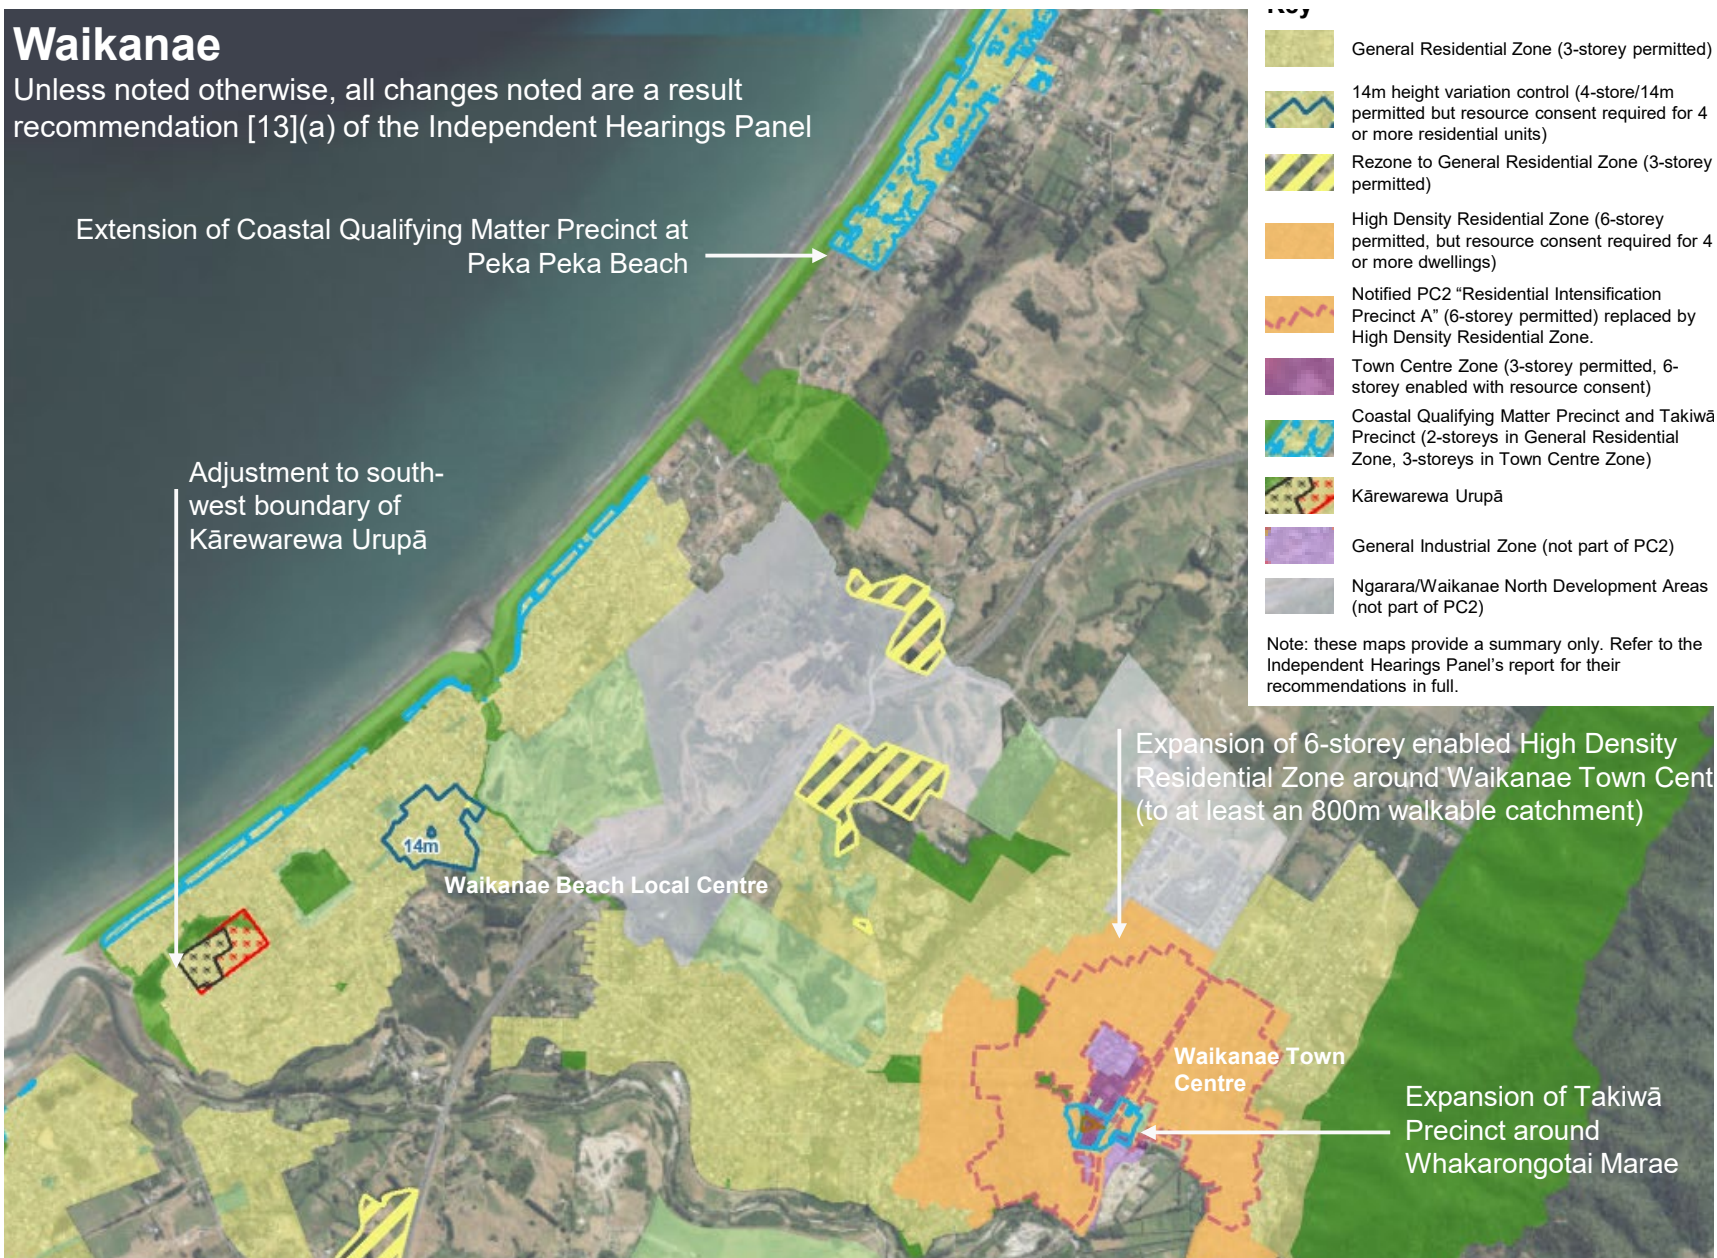 Waikanae
Unless noted otherwise, all changes noted are a result
recommendation [13](a) of the Independent Hearings Panel
Extension of Coastal Qualifying Matter Precinct at
Peka Peka Beach
Adjustment to south-
west boundary of
Kārewarewa Urupā
14m
Waikanae Beach Local Centre
Expansion of 6-storey enabled High Density
Residential Zone around Waikanae Town Cent
(to at least an 800m walkable catchment)
Waikanae Town
Centre
Expansion of Takiwā
Precinct around
Whakarongotai Marae
Key
General Residential Zone (3-storey permitted)
14m height variation control (4-store/14m
permitted but resource consent required for 4
or more residential units)
Rezone to General Residential Zone (3-storey
permitted)
High Density Residential Zone (6-storey
permitted, but resource consent required for 4
or more dwellings)
Notified PC2 “Residential Intensification
Precinct A” (6-storey permitted) replaced by
High Density Residential Zone.
Town Centre Zone (3-storey permitted, 6-
storey enabled with resource consent)
Coastal Qualifying Matter Precinct and Takiwā
Precinct (2-storeys in General Residential
Zone, 3-storeys in Town Centre Zone)
Kārewarewa Urupā
General Industrial Zone (not part of PC2)
Ngarara/Waikanae North Development Areas
(not part of PC2)
Note: these maps provide a summary only. Refer to the
Independent Hearings Panel’s report for their
recommendations in full.